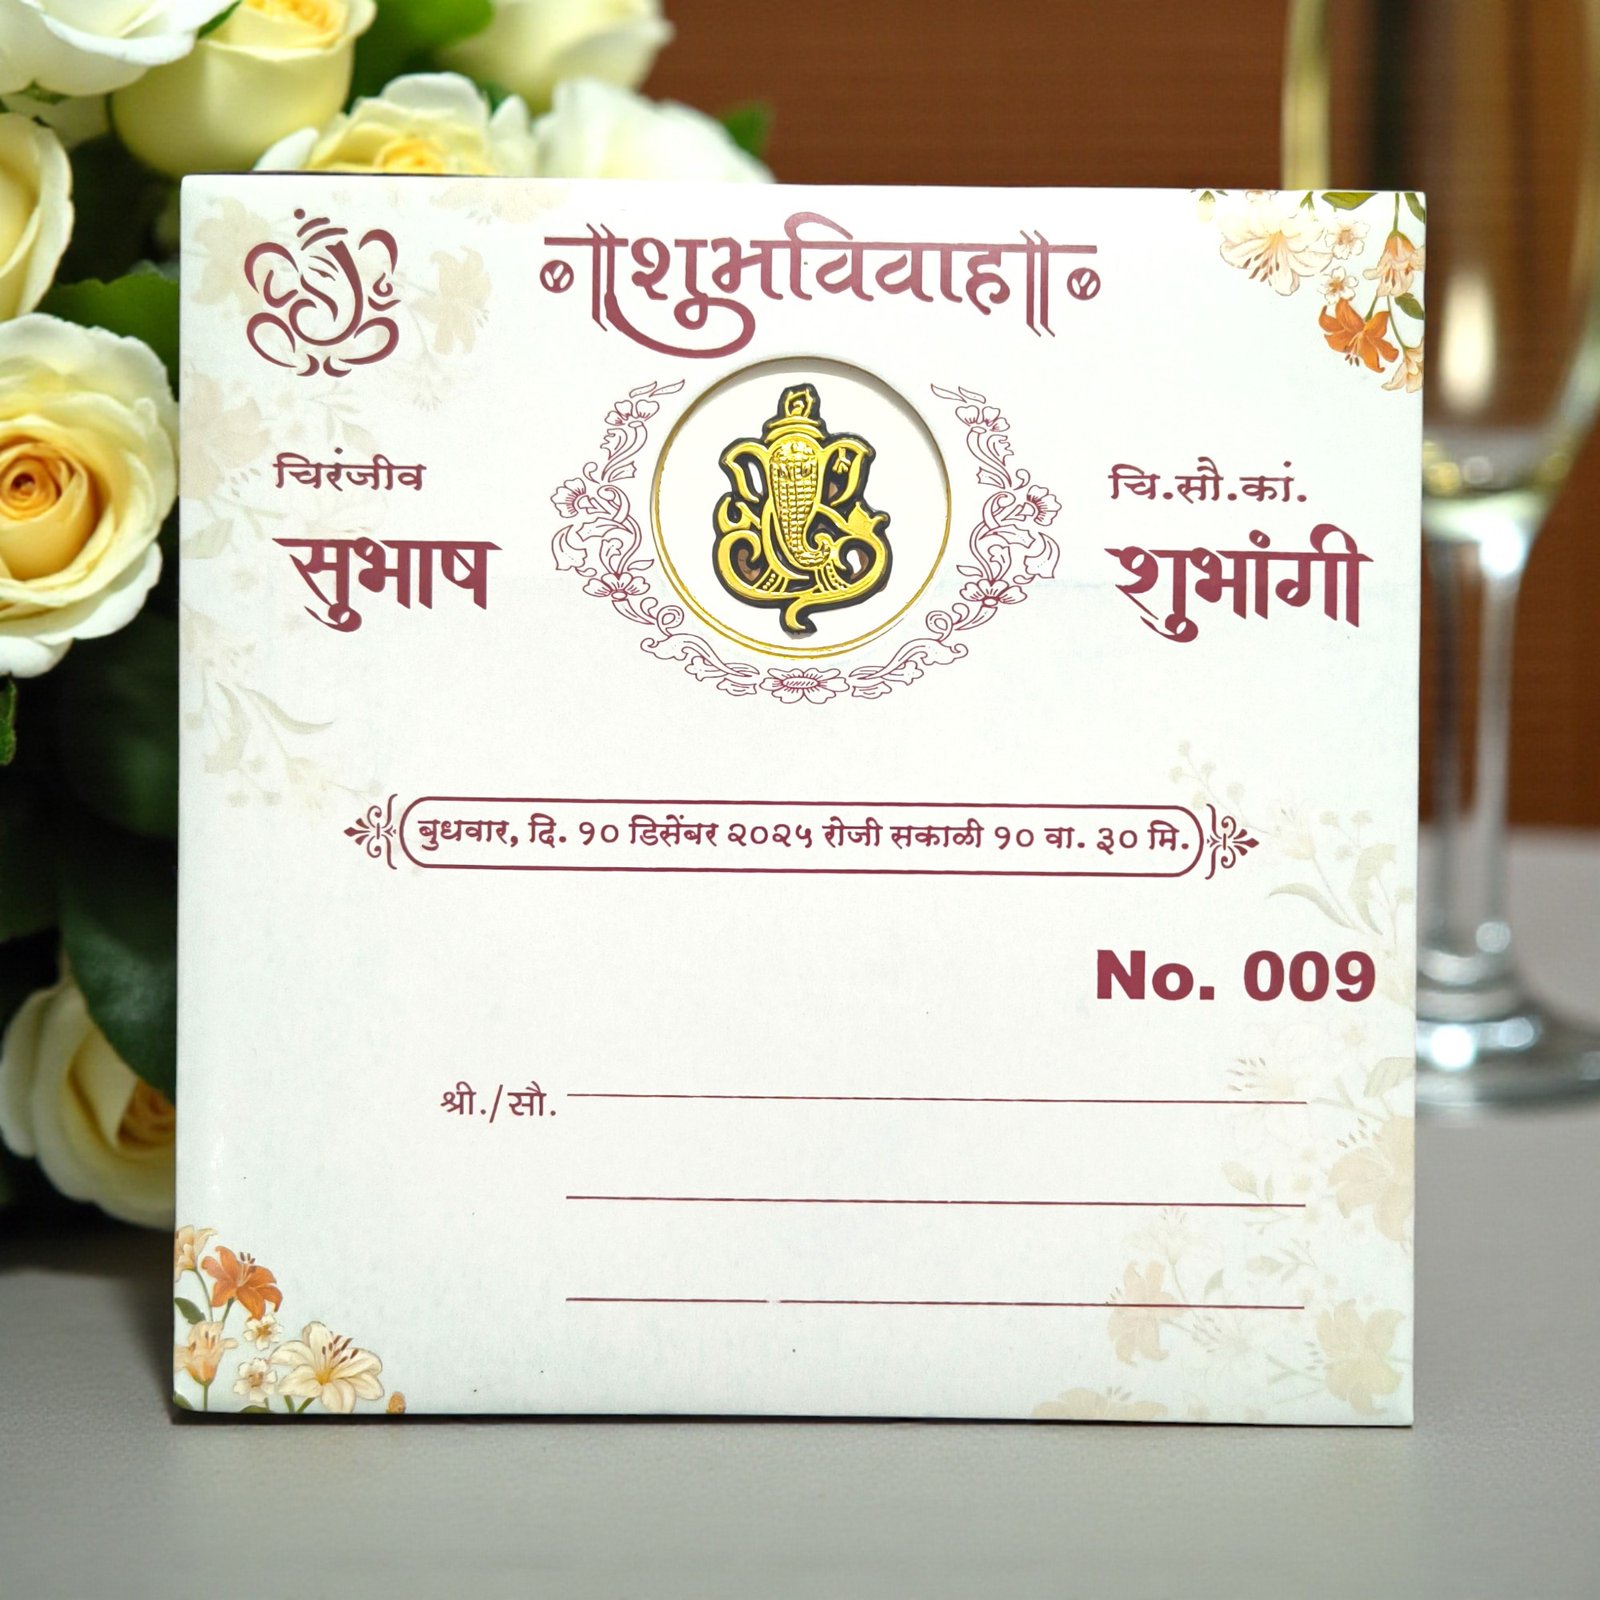 ॥शुभविवाह॥
चिरंजीव
सुभाष
चि.सौ.कां.
शुभांगी
बुधवार, दि. १० डिसेंबर २०२५ रोजी सकाळी १० वा. ३० मि.
No. 009
श्री./सौ.